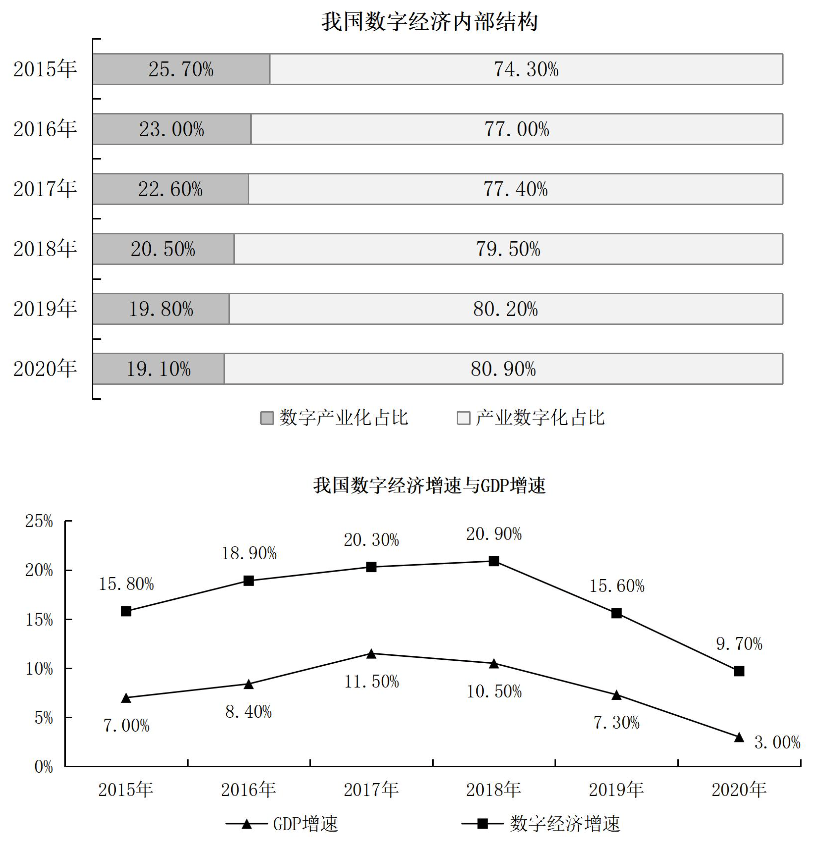 我国数字经济内部结构
2015年 25.70% 74.30%
2016年 23.00% 77.00%
2017年 22.60% 77.40%
2018年 20.50% 79.50%
2019年 19.80% 80.20%
2020年 19.10% 80.90%
数字产业化占比 产业数字化占比
我国数字经济增速与GDP增速
25%
20%
15%
10%
5%
0%
15.80% 18.90% 20.30% 20.90% 15.60% 9.70%
7.00% 8.40% 11.50% 10.50% 7.30% 3.00%
2015年 2016年 2017年 2018年 2019年 2020年
GDP增速 数字经济增速